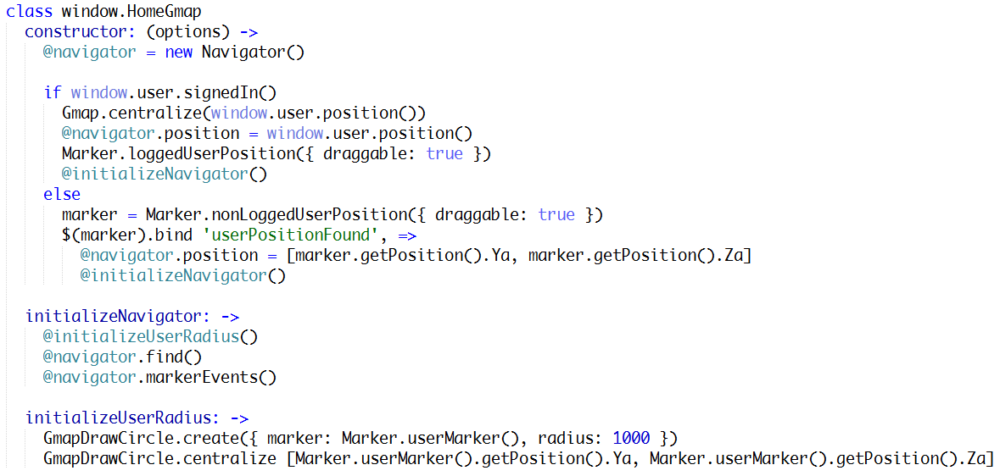 class window.HomeGmap
  constructor: (options) ->
    @navigator = new Navigator()

    if window.user.signedIn()
      Gmap.centralize(window.user.position())
      @navigator.position = window.user.position()
      Marker.loggedUserPosition({ draggable: true })
      @initializeNavigator()
    else
      marker = Marker.nonLoggedUserPosition({ draggable: true })
      $(marker).bind 'userPositionFound', =>
        @navigator.position = [marker.getPosition().Ya, marker.getPosition().Za]
        @initializeNavigator()

  initializeNavigator: ->
    @initializeUserRadius()
    @navigator.find()
    @navigator.markerEvents()

  initializeUserRadius: ->
    GmapDrawCircle.create({ marker: Marker.userMarker(), radius: 1000 })
    GmapDrawCircle.centralize [Marker.userMarker().getPosition().Ya, Marker.userMarker().getPosition().Za]